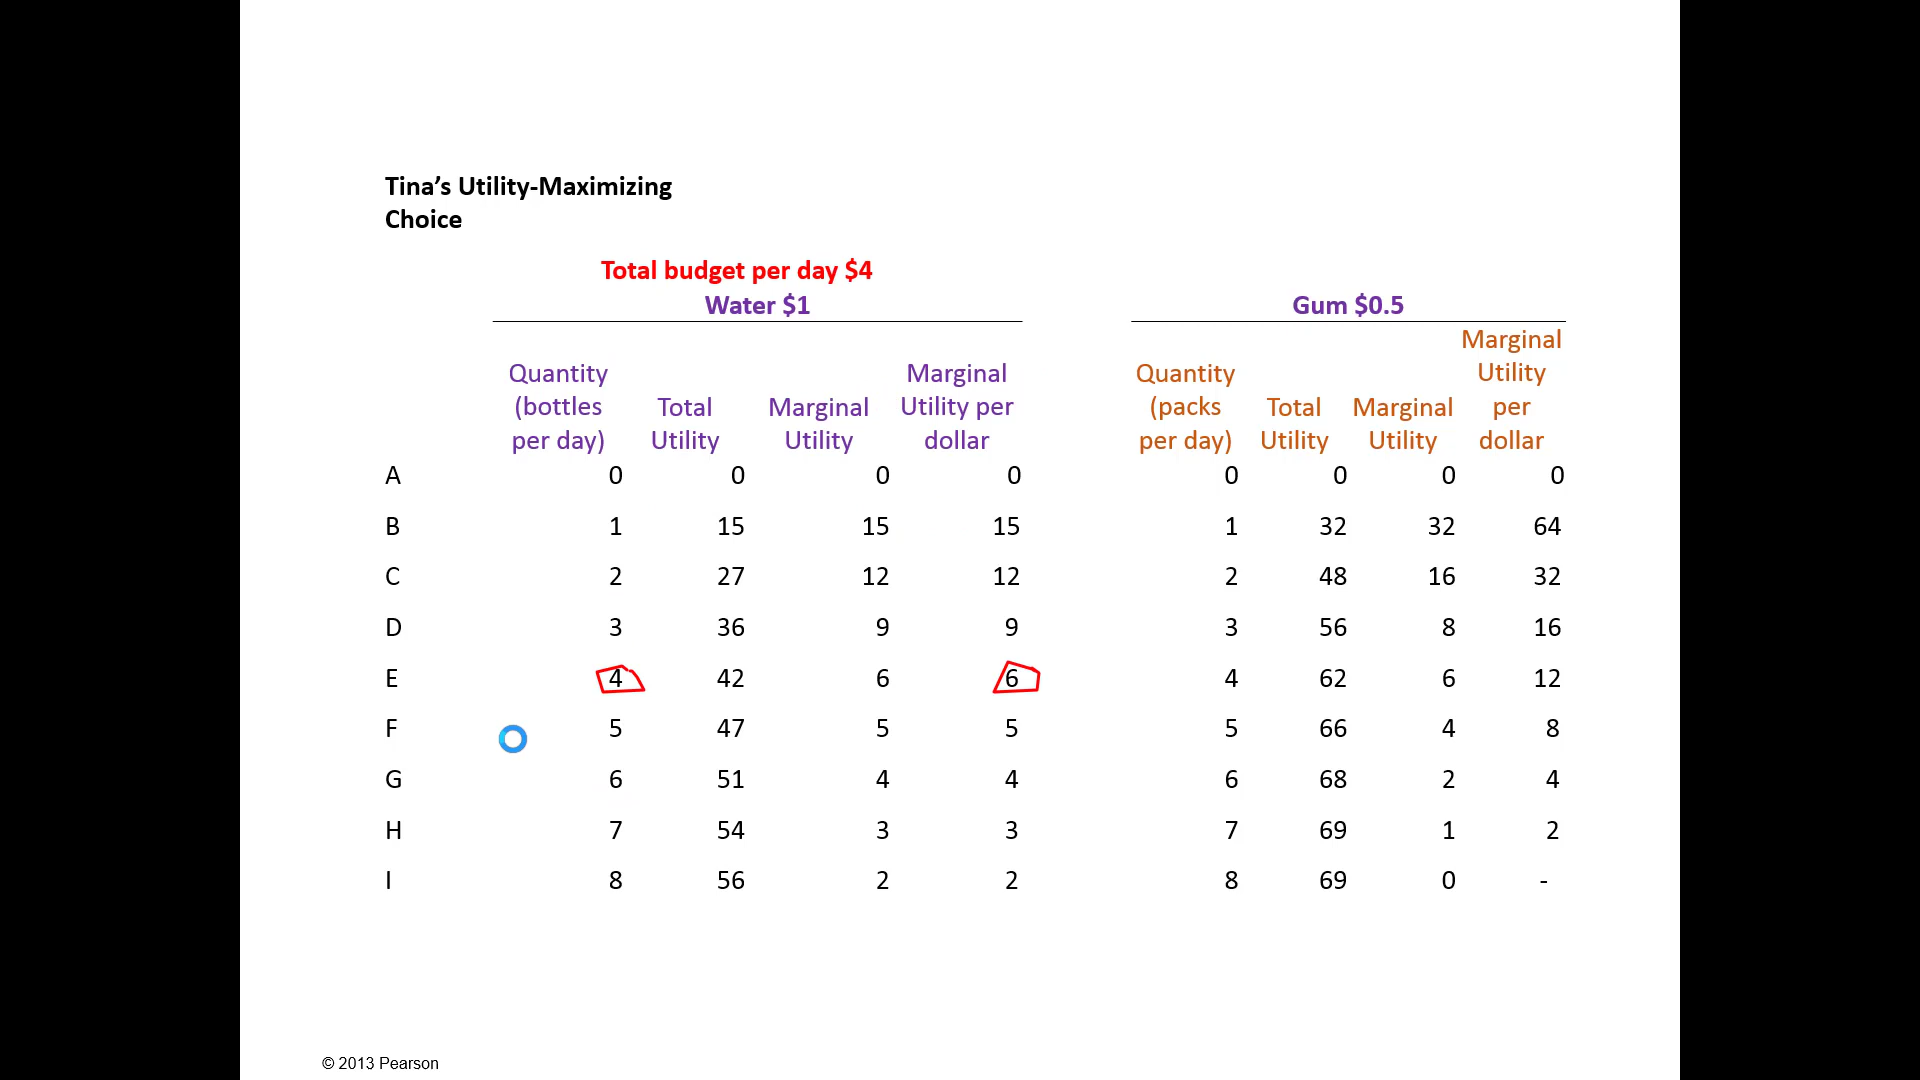 Tina’s Utility-Maximizing
Choice
Total budget per day $4
Water $1 Gum $0.5
Quantity (bottles per day) Total Utility Marginal Utility Marginal Utility per dollar Quantity (packs per day) Total Utility Marginal Utility Marginal Utility per dollar
A 0 0 0 0 0 0 0 0
B 1 15 15 15 1 32 32 64
C 2 27 12 12 2 48 16 32
D 3 36 9 9 3 56 8 16
E 4 42 6 6 4 62 6 12
F 5 47 5 5 5 66 4 8
G 6 51 4 4 6 68 2 4
H 7 54 3 3 7 69 1 2
I 8 56 2 2 8 69 0 -
© 2013 Pearson